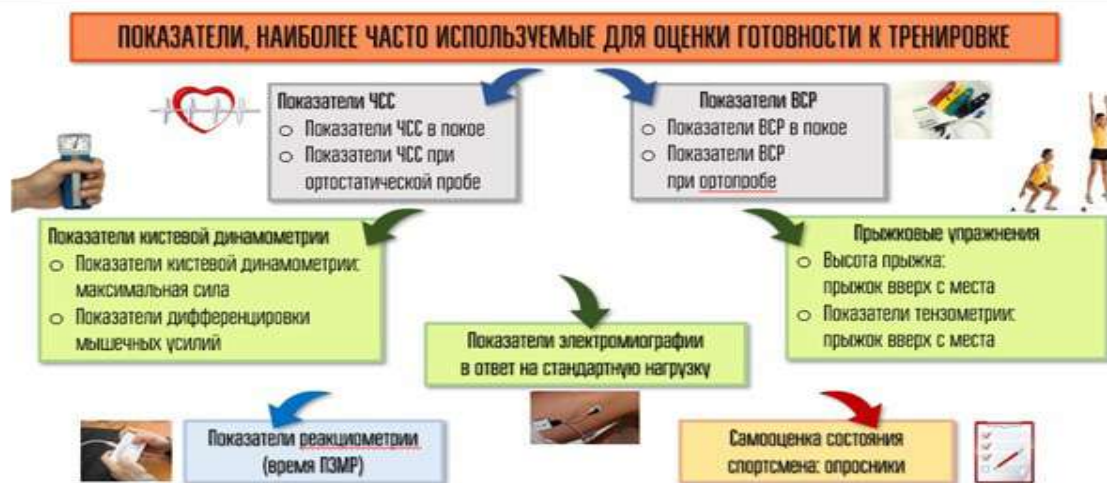 ПОКАЗАТЕЛИ, НАИБОЛЕЕ ЧАСТО ИСПОЛЬЗУЕМЫЕ ДЛЯ ОЦЕНКИ ГОТОВНОСТИ К ТРЕНИРОВКЕ
Показатели ЧСС
○ Показатели ЧСС в покое
○ Показатели ЧСС при
ортостатической пробе
Показатели ВСР
○ Показатели ВСР в покое
○ Показатели ВСР
при ортопробе
Показатели кистевой динамометрии
○ Показатели кистевой динамометрии:
максимальная сила
○ Показатели дифференцировки
мышечных усилий
Прыжковые упражнения
○ Высота прыжка:
прыжок вверх с места
○ Показатели тензометрии:
прыжок вверх с места
Показатели электромиографии
в ответ на стандартную нагрузку
Показатели реакциометрии
(время ПЗМР)
Самооценка состояния
спортсмена: опросники